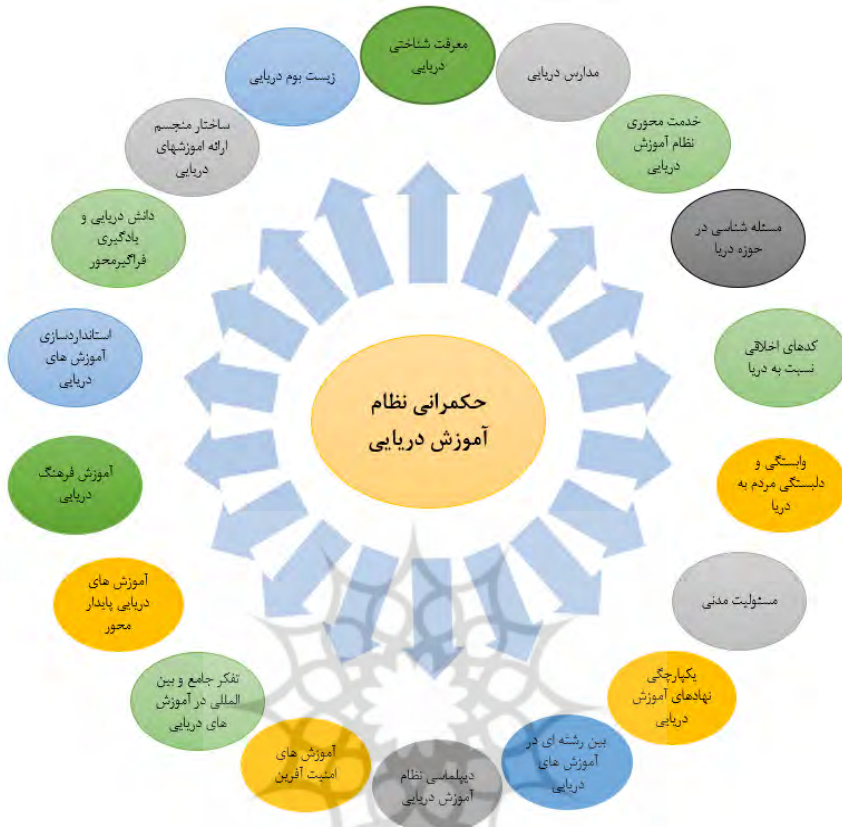 معرفت شناختی
دریایی
مدارس دریایی
خدمت محوری
نظام آموزش
دریایی
مسئله شناسی در
حوزه دریا
کدهای اخلاقی
نسبت به دریا
وابستگی و
دلبستگی مردم به
دریا
مسئولیت مدنی
یکپارچگی
نهادهای آموزش
دریایی
بین رشته ای در
آموزش های
دریایی
دیپلماسی نظام
آموزش دریایی
آموزش های
امنیت آفرین
تفکر جامع و بین
المللی در آموزش
های دریایی
آموزش های
دریایی پایدار
محور
آموزش فرهنگ
دریایی
استانداردسازی
آموزش های
دریایی
دانش دریایی و
یادگیری
فراگیرمحور
ساختار منجسم
ارائه اموزشهای
دریایی
زیست بوم دریایی
حکمرانی نظام
آموزش دریایی